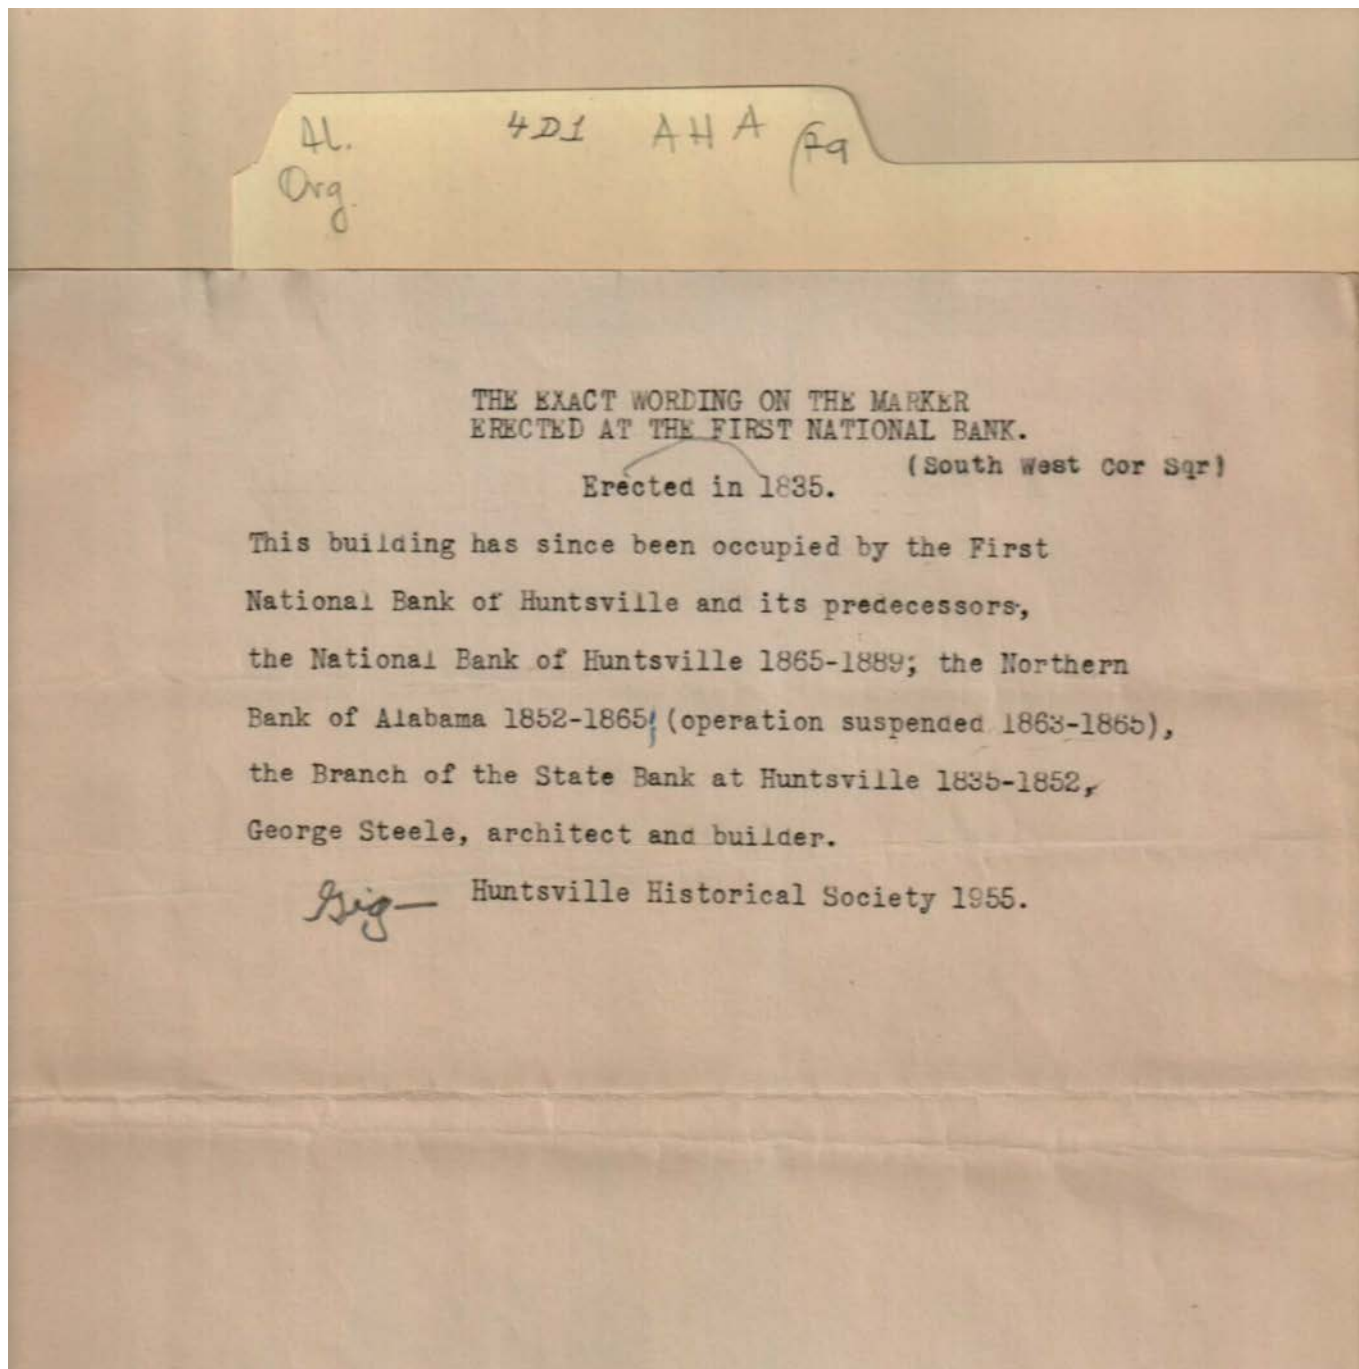 Al. 4D1 AHA
Org.
THE EXACT WORDING ON THE MARKER
ERECTED AT THE FIRST NATIONAL BANK.
(South West Cor Sqr)
Erected in 1835.
This building has since been occupied by the First
National Bank of Huntsville and its predecessors,
the National Bank of Huntsville 1865-1889; the Northern
Bank of Alabama 1852-1865; (operation suspended 1863-1865),
the Branch of the State Bank at Huntsville 1835-1852,
George Steele, architect and builder.
Sig— Huntsville Historical Society 1955.